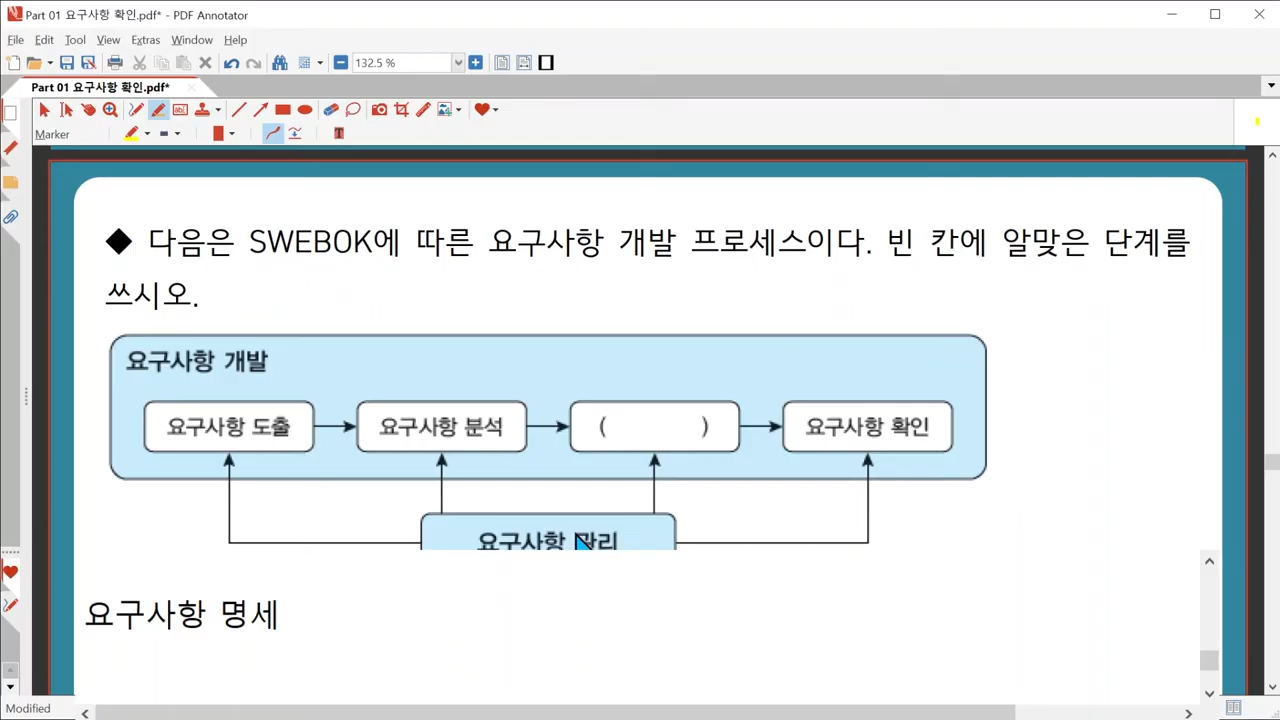 Part 01 요구사항 확인.pdf* - PDF Annotator
File Edit Tool View Extras Window Help
132.5 %
Part 01 요구사항 확인.pdf*
Marker
◆ 다음은 SWEBOK에 따른 요구사항 개발 프로세스이다. 빈 칸에 알맞은 단계를
쓰시오.
요구사항 개발
요구사항 도출
요구사항 분석
( )
요구사항 확인
요구사항 관리
요구사항 명세
Modified